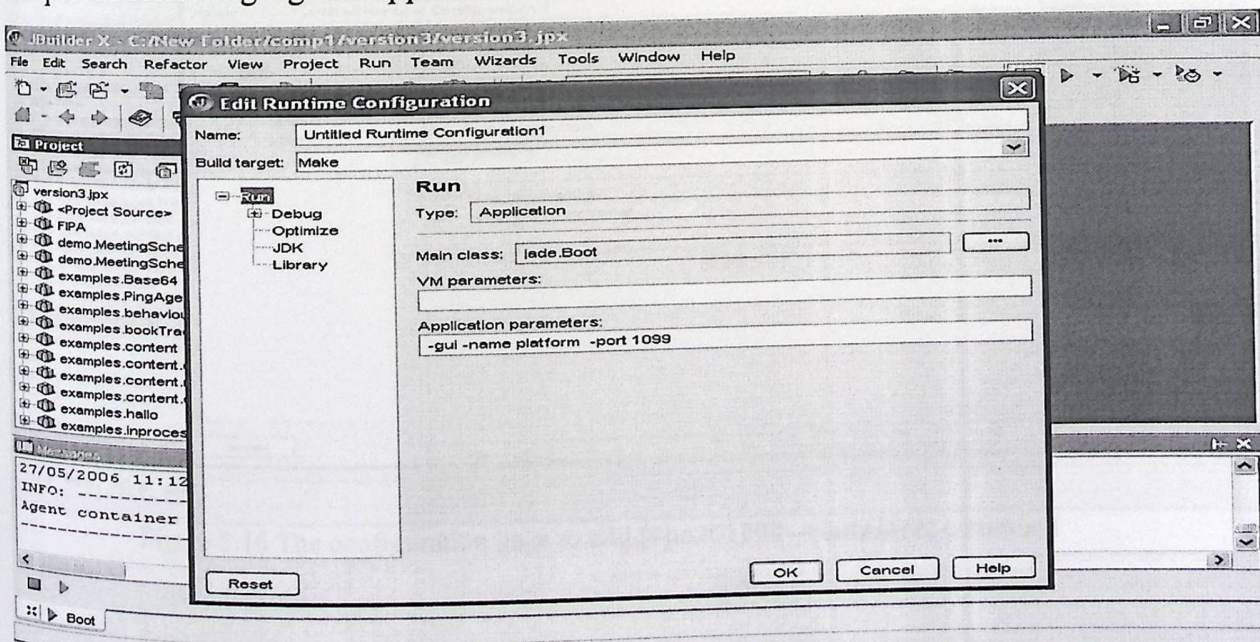 JBuilder X - C:/New Folder/comp1/version3/version3.jpx
File Edit Search Refactor View Project Run Team Wizards Tools Window Help
Edit Runtime Configuration
Name: Untitled Runtime Configuration1
Build target: Make
Project
version3.jpx
<Project Source>
FIPA
demo.MeetingSche
demo.MeetingSche
examples.Base64
examples.PingAge
examples.behaviou
examples.bookTra
examples.content
examples.content.
examples.content.
examples.content.
examples.hallo
examples.inproces
Run
Debug
Optimize
JDK
Library
Run
Type: Application
Main class: jade.Boot
...
VM parameters:
Application parameters:
-gui -name platform -port 1099
Messages
27/05/2006 11:12
INFO: --------------
Agent container
--------------------
Reset
OK Cancel Help
Boot